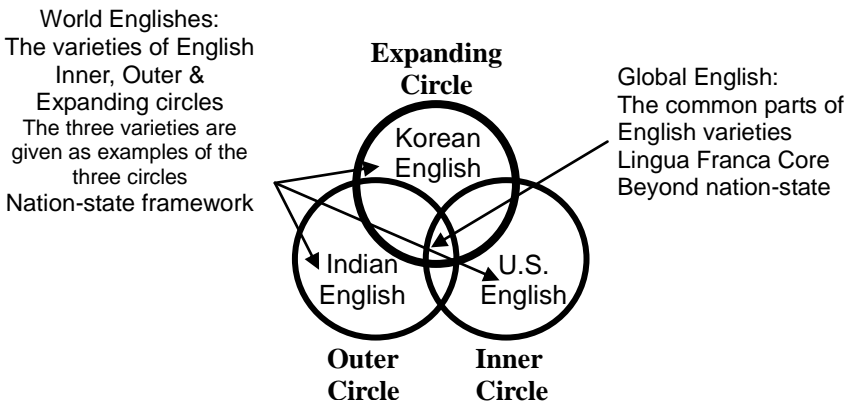 World Englishes:
The varieties of English
Inner, Outer &
Expanding circles
The three varieties are
given as examples of the
three circles
Nation-state framework
Expanding
Circle
Korean
English
Global English:
The common parts of
English varieties
Lingua Franca Core
Beyond nation-state
Indian
English
U.S.
English
Outer
Circle
Inner
Circle